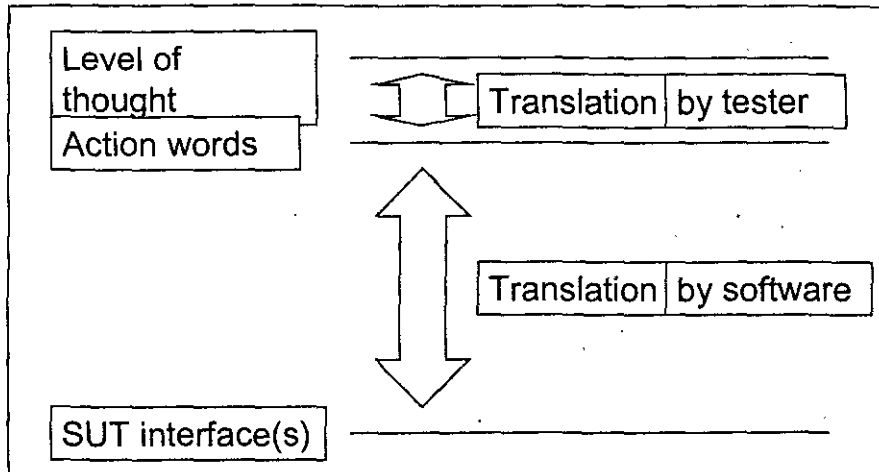 Level of
thought
Translation by tester
Action words
Translation by software
SUT interface(s)